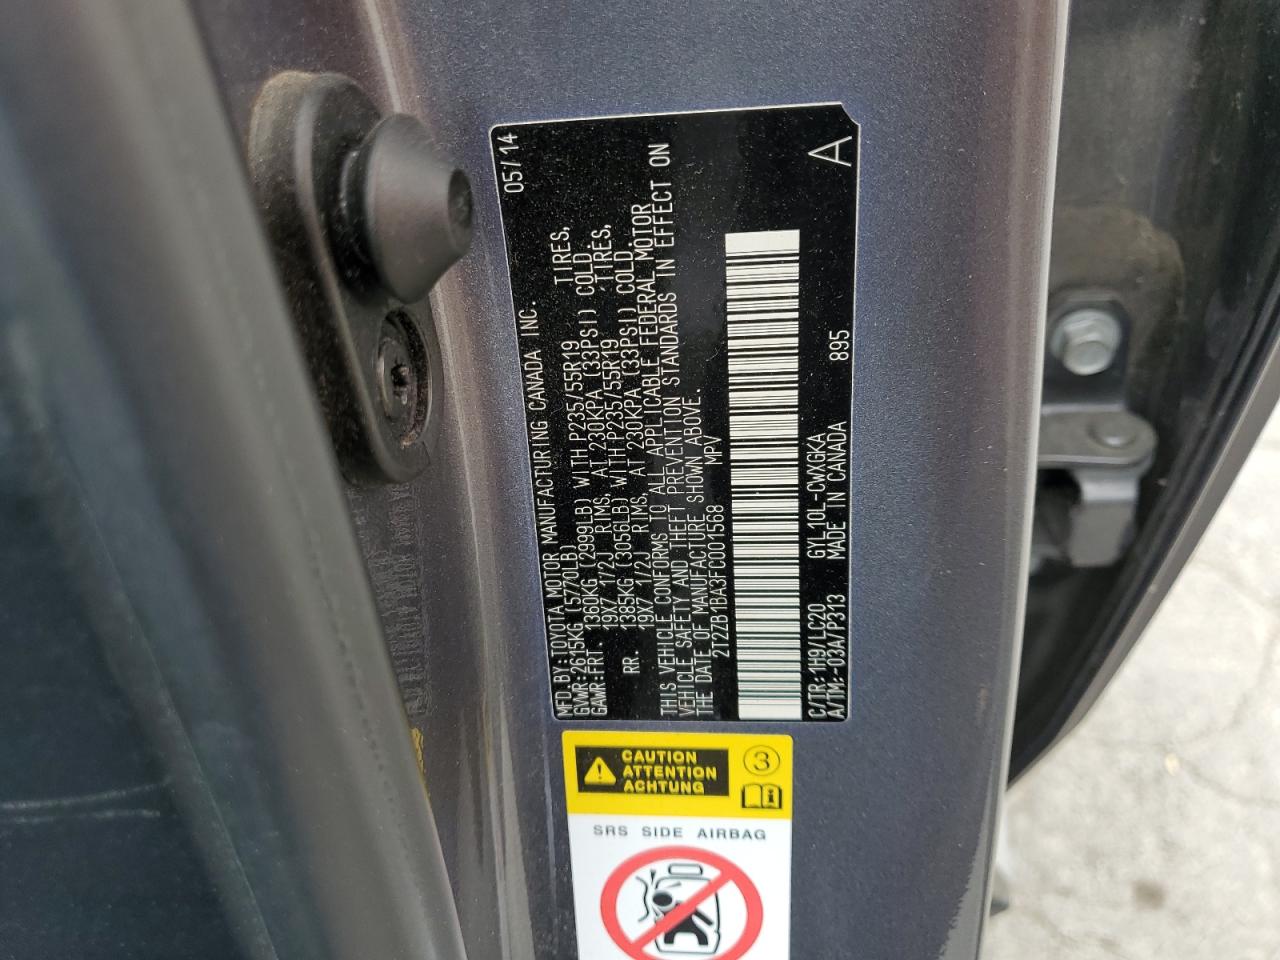 05/14
MFD.BY:TOYOTA MOTOR MANUFACTURING CANADA INC.
GVWR:2615KG (5770LB)
GAWR:FRT. 1360KG (2999LB) WITH P235/55R19 TIRES,
19X7 1/2J RIMS, AT 230KPA (33PSI) COLD.
RR. 1385KG (3056LB) WITH P235/55R19 TIRES,
19X7 1/2J RIMS, AT 230KPA (33PSI) COLD.
THIS VEHICLE CONFORMS TO ALL APPLICABLE FEDERAL MOTOR
VEHICLE SAFETY AND THEFT PREVENTION STANDARDS IN EFFECT ON
THE DATE OF MANUFACTURE SHOWN ABOVE.
2T2ZB1BA3FC001568 MPV
C/TR:1H9/LC20 GYL10L-CWXGKA
A/TM:-03A/P313 MADE IN CANADA 895 A
CAUTION
ATTENTION
ACHTUNG
3
SRS SIDE AIRBAG